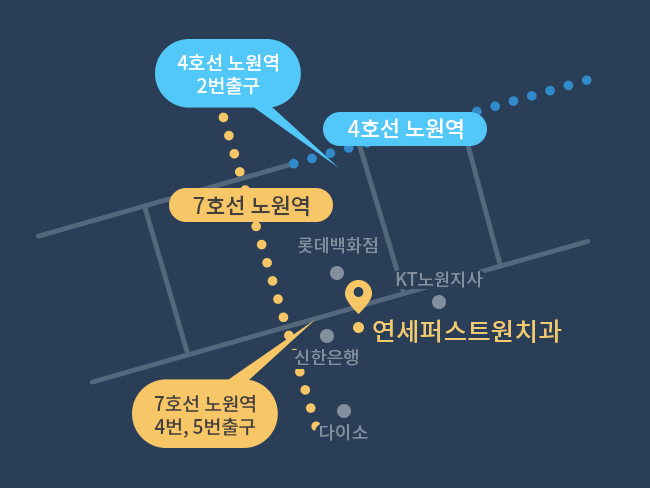 4호선 노원역
2번출구
4호선 노원역
7호선 노원역
롯데백화점
KT노원지사
연세퍼스트원치과
신한은행
7호선 노원역
4번, 5번출구
다이소